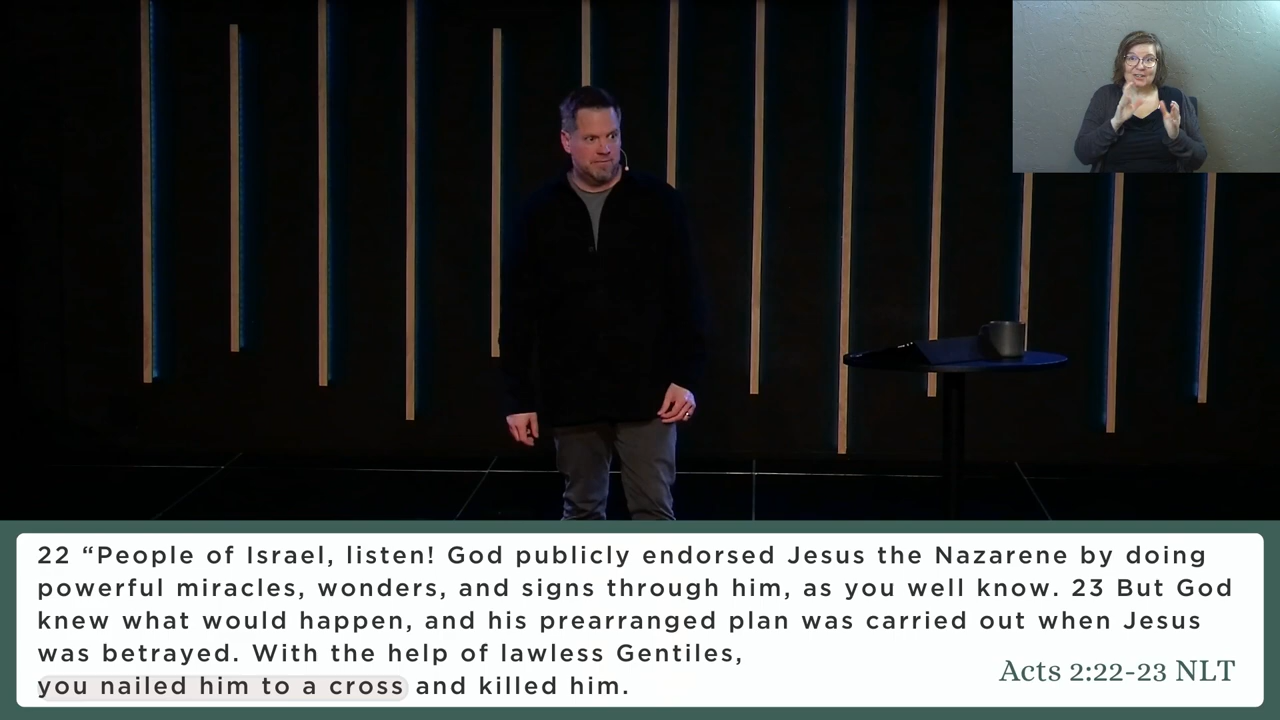 22 “People of Israel, listen! God publicly endorsed Jesus the Nazarene by doing
powerful miracles, wonders, and signs through him, as you well know. 23 But God
knew what would happen, and his prearranged plan was carried out when Jesus
was betrayed. With the help of lawless Gentiles,
you nailed him to a cross and killed him.
Acts 2:22-23 NLT